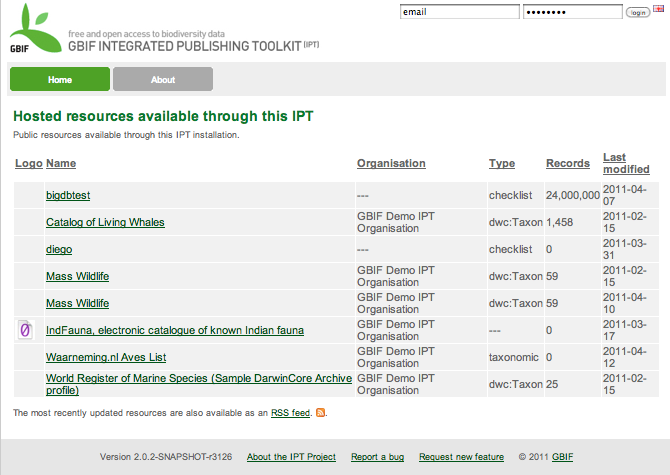 email
••••••••
login
free and open access to biodiversity data
GBIF
GBIF INTEGRATED PUBLISHING TOOLKIT [IPT]
Home
About
Hosted resources available through this IPT
Public resources available through this IPT installation.
Logo Name Organisation Type Records Last modified
bigdbtest --- checklist 24,000,000 2011-04-07
Catalog of Living Whales GBIF Demo IPT Organisation dwc:Taxon 1,458 2011-02-15
diego --- checklist 0 2011-03-31
Mass Wildlife GBIF Demo IPT Organisation dwc:Taxon 59 2011-02-15
Mass Wildlife GBIF Demo IPT Organisation dwc:Taxon 59 2011-04-10
IndFauna, electronic catalogue of known Indian fauna GBIF Demo IPT Organisation --- 0 2011-03-17
Waarneming.nl Aves List GBIF Demo IPT Organisation taxonomic 0 2011-04-12
World Register of Marine Species (Sample DarwinCore Archive profile) GBIF Demo IPT Organisation dwc:Taxon 25 2011-02-15
The most recently updated resources are also available as an RSS feed. .
Version 2.0.2-SNAPSHOT-r3126 About the IPT Project Report a bug Request new feature © 2011 GBIF